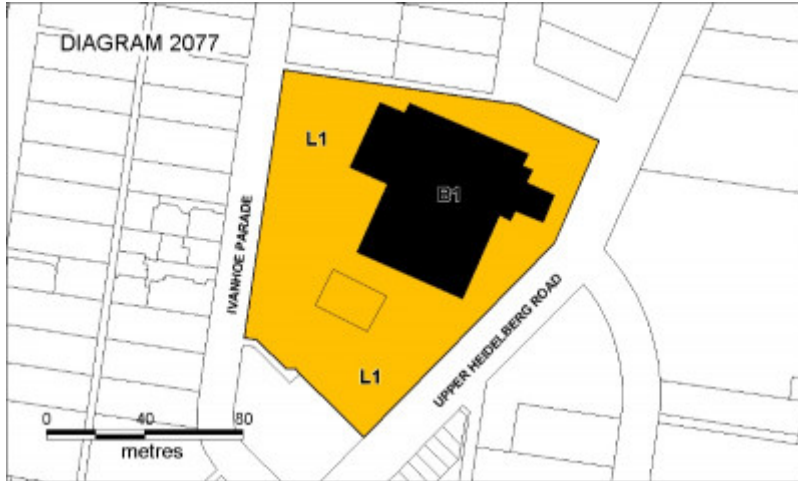 DIAGRAM 2077
L1
B1
IVANHOE PARADE
UPPER HEIDELBERG ROAD
L1
0 40 80
metres